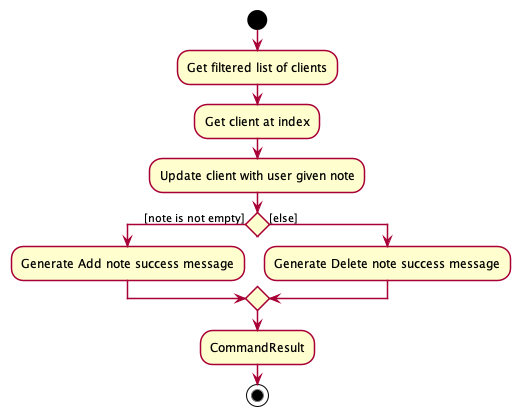 Get filtered list of clients
Get client at index
Update client with user given note
[note is not empty] [else]
Generate Add note success message
Generate Delete note success message
CommandResult